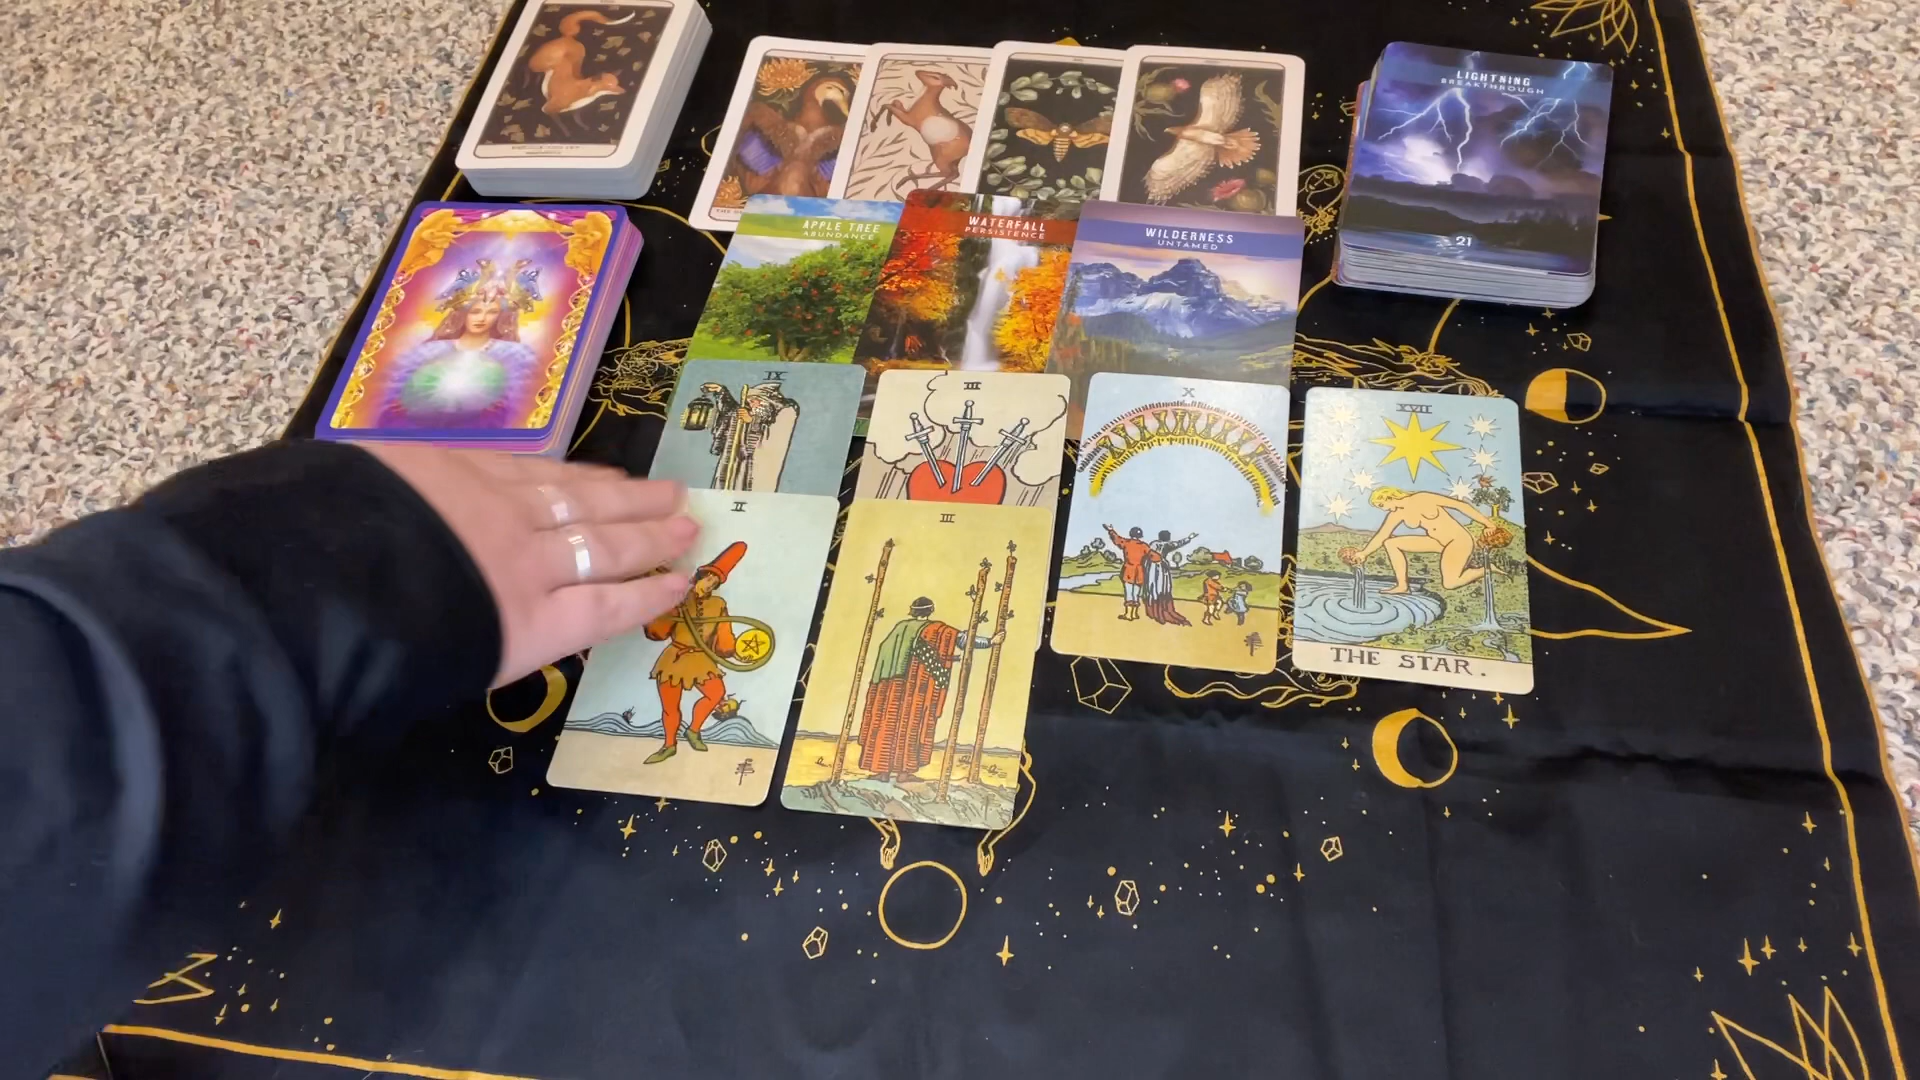 LIGHTNING
BREAKTHROUGH
21
APPLE TREE
ABUNDANCE
WATERFALL
PERSISTENCE
WILDERNESS
UNTAMED
IX
III
X
XVII
II
III
THE STAR.